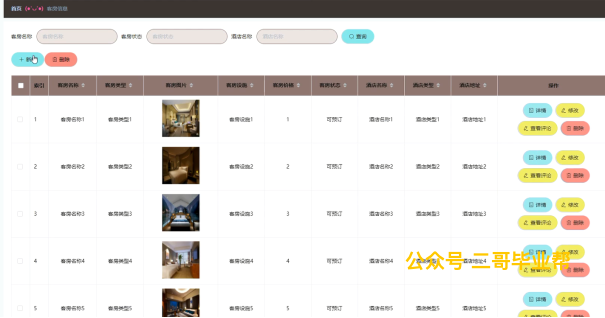 首页 (●'◡'●) 客房信息
客房名称 客房名称 客房状态 客房状态 酒店名称 酒店名称 查询
+ 新增 删除
索引 客房名称 客房类型 客房图片 客房设施 客房价格 客房状态 酒店名称 酒店类型 酒店地址 操作
1 客房名称1 客房类型1 客房设施1 1 可预订 酒店名称1 酒店类型1 酒店地址1 详情 修改
查看评论 删除
2 客房名称2 客房类型2 客房设施2 2 可预订 酒店名称2 酒店类型2 酒店地址2 详情 修改
查看评论 删除
3 客房名称3 客房类型3 客房设施3 3 可预订 酒店名称3 酒店类型3 酒店地址3 详情 修改
查看评论 删除
4 客房名称4 客房类型4 客房设施4 4 可预订 酒店名称4 酒店类型4 酒店地址4 详情 修改
查看评论 删除
公众号 二哥毕业帮
5 客房名称5 客房类型5 客房设施5 5 可预订 酒店名称5 酒店类型5 酒店地址5 详情 修改
查看评论 删除